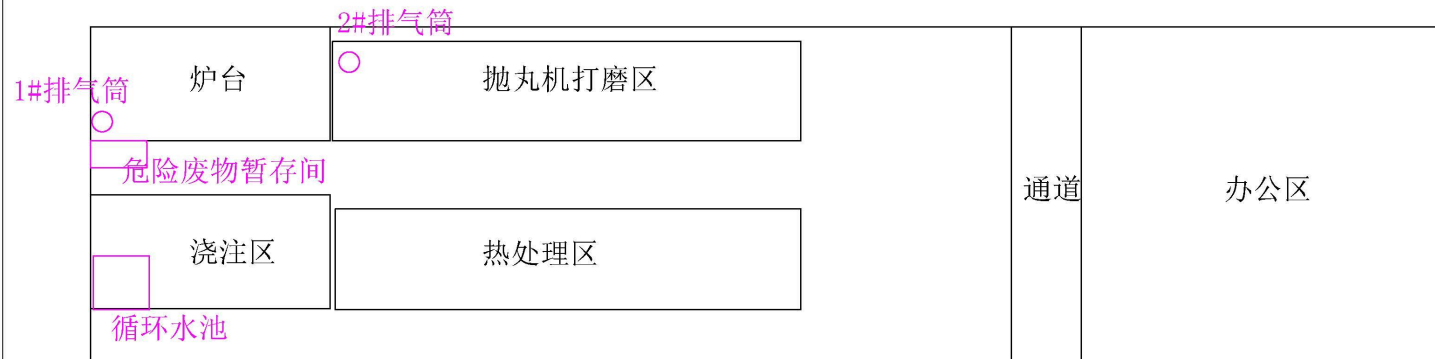 2#排气筒
炉台
抛丸机打磨区
1#排气筒
危险废物暂存间
通道
办公区
浇注区
热处理区
循环水池